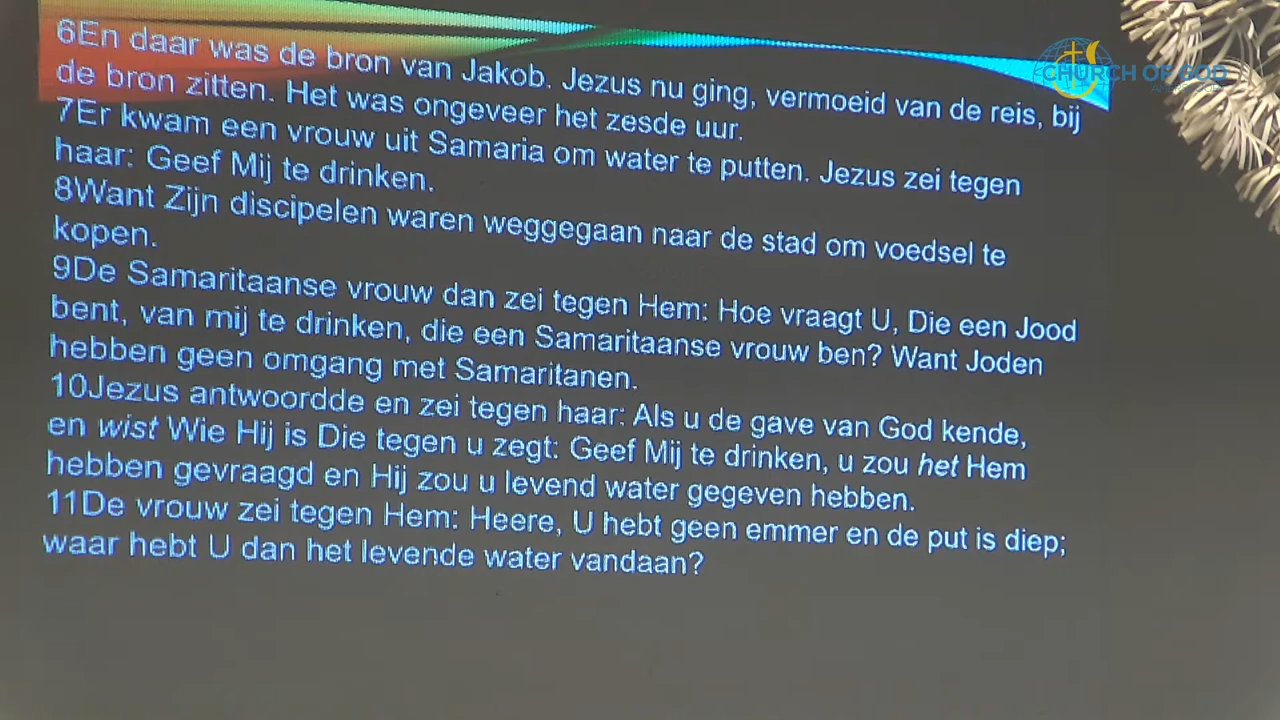 6En daar was de bron van Jakob. Jezus nu ging, vermoeid van de reis, bij
de bron zitten. Het was ongeveer het zesde uur.
7Er kwam een vrouw uit Samaria om water te putten. Jezus zei tegen
haar: Geef Mij te drinken.
8Want Zijn discipelen waren weggegaan naar de stad om voedsel te
kopen.
9De Samaritaanse vrouw dan zei tegen Hem: Hoe vraagt U, Die een Jood
bent, van mij te drinken, die een Samaritaanse vrouw ben? Want Joden
hebben geen omgang met Samaritanen.
10Jezus antwoordde en zei tegen haar: Als u de gave van God kende,
en wist Wie Hij is Die tegen u zegt: Geef Mij te drinken, u zou het Hem
hebben gevraagd en Hij zou u levend water gegeven hebben.
11De vrouw zei tegen Hem: Heere, U hebt geen emmer en de put is diep;
waar hebt U dan het levende water vandaan?
CHURCH OF GOD